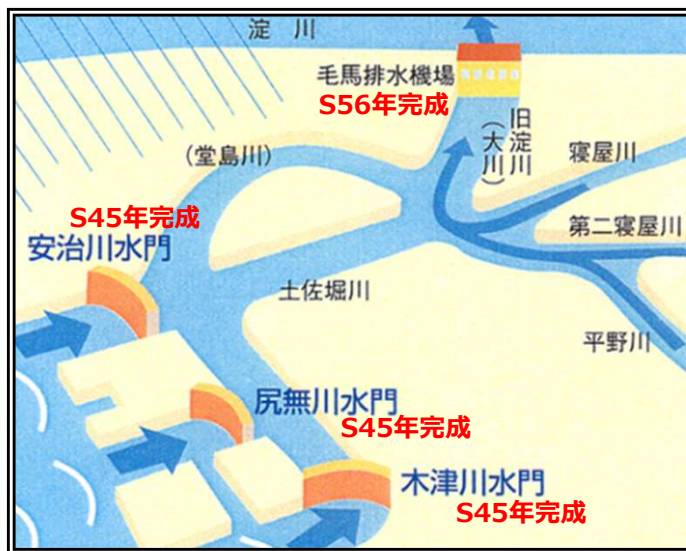 淀 川
毛馬排水機場
S56年完成
旧淀川
(大川)
(堂島川)
寝屋川
S45年完成
安治川水門
第二寝屋川
土佐堀川
平野川
尻無川水門
S45年完成
木津川水門
S45年完成